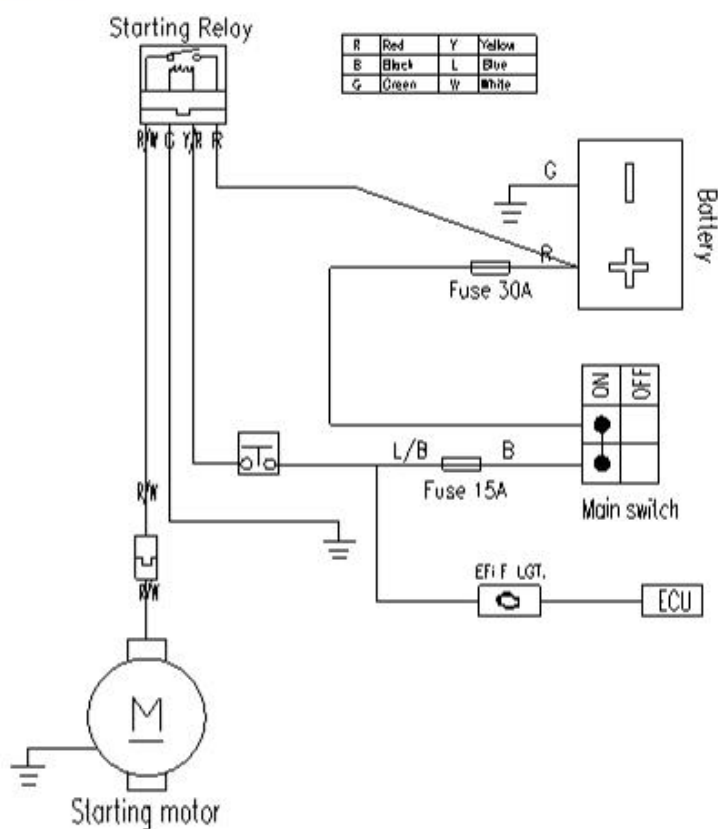 Starting Relay
R Red Y Yellow
B Black L Blue
G Green W White
R/W G Y/R R
G
Battery
R
Fuse 30A
ON OFF
L/B B
Fuse 15A
Main switch
R/W
EFi F LGT.
ECU
R/W
M
Starting motor